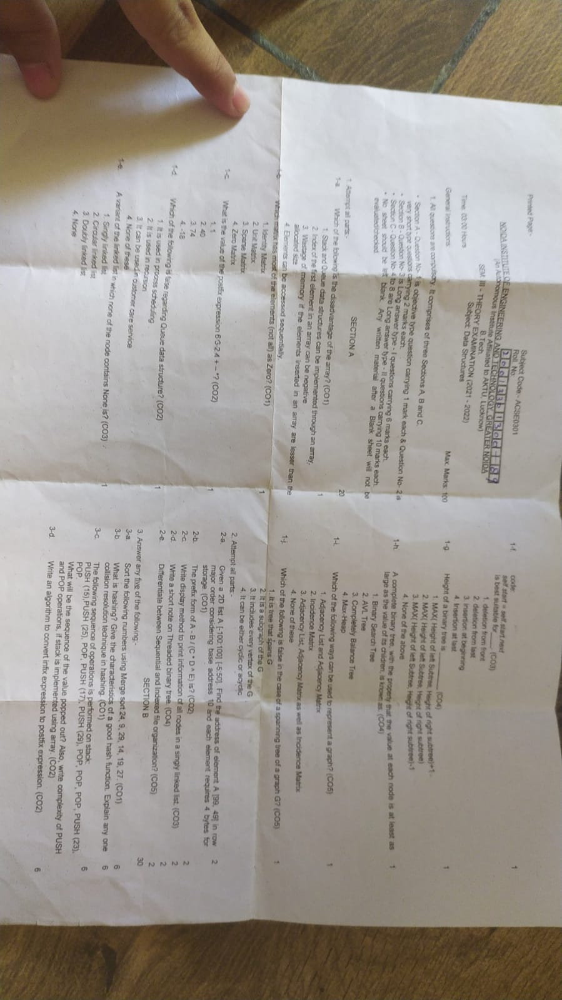 Printed Page:-
Subject Code:- ACSE0301
Roll. No:
NOIDA INSTITUTE OF ENGINEERING AND TECHNOLOGY, GREATER NOIDA
(An Autonomous Institute Affiliated to AKTU, Lucknow)
B.Tech.
SEM: III - THEORY EXAMINATION (2021 - 2022)
Subject: Data Structures
Time: 03:00 Hours
Max. Marks: 100
General Instructions:
1. All questions are compulsory. It comprises of three Sections A, B and C.
• Section A - Question No- 1 is objective type question carrying 1 mark each & Question No- 2 is
very short type questions carrying 2 marks each.
• Section B - Question No- 3 is Long answer type - I questions carrying 6 marks each.
• Section C - Question No- 4 to 8 are Long answer type - II questions carrying 10 marks each.
• No sheet should be left blank. Any written material after a Blank sheet will not be
evaluated/checked.
SECTION A
20
1. Attempt all parts:-
1-a. Which of the following is the disadvantage of the array? (CO1) 1
1. Stack and Queue data structures can be implemented through an array.
2. Index of the first element in an array can be negative
3. Wastage of memory if the elements inserted in an array are lesser than the
allocated size
4. Elements can be accessed sequentially.
1-b. Which matrix has most of the elements (not all) as Zero? (CO1) 1
1. Identity Matrix
2. Unit Matrix
3. Sparse Matrix
4. Zero Matrix
1-c. What is the value of the postfix expression (CO2) 1
1. 1
2. 40
3. 74
4. -18
1-d. Which of the following is false regarding Queue data structure? (CO2) 1
1. It is used in process scheduling
2. It is used in recursion
3. It can be used in customer care service
4. None of these
1-e. A variant of the linked list in which none of the node contains None is? (CO3) 1
1. Singly linked list
2. Circular linked list
3. Doubly linked list
4. None
1-f. code: 1
self.start = self.start.next
is best suitable for ____ (CO3)
1. deletion from front
2. deletion from last
3. insertion at beginning
4. insertion at last
1-g. Height of a binary tree is ________ (CO4) 1
1. MAX( Height of left Subtree, Height of right subtree)+1
2. MAX( Height of left Subtree, Height of right subtree)
3. MAX( Height of left Subtree, Height of right subtree)-1
4. None of the above
1-h. A complete binary tree, with the property that the value at each node is at least as 1
large as the value of its children, is known as (CO4)
1. Binary Search Tree
2. AVL Tree
3. Completely Balance Tree
4. Max-Heap
1-i. Which of the following ways can be used to represent a graph? (CO5) 1
1. Adjacency List and Adjacency Matrix
2. Incidence Matrix
3. Adjacency List, Adjacency Matrix as well as Incidence Matrix
4. None of these
1-j. Which of the following is false in the case of a spanning tree of a graph G? (CO5) 1
1. It is tree that spans G
2. It is a subgraph of the G
3. It includes every vertex of the G
4. It can be either cyclic or acyclic
2. Attempt all parts:-
2-a. Given a 2D list A [-100:100] [-5:50]. Find the address of element A [99, 49] in row 2
major order considering base address 10 and each element requires 4 bytes for
storage. (CO1)
2-b. The prefix form of A - B / (C * D ^ E) is? (CO2) 2
2-c. Write display method to print information of all nodes in a singly linked list. (CO3) 2
2-d. Write a short note on Threaded binary tree. (CO4) 2
2-e. Differentiate between Sequential and Indexed file organization? (CO5) 2
SECTION B
30
3. Answer any five of the following:-
3-a. Sort the following numbers using Merge sort 24, 9, 29, 14, 19, 27. (CO1) 6
3-b. What is hashing? Give the characteristics of a good hash function. Explain any one 6
collision resolution technique in hashing. (CO1)
3-c. The following sequence of operations is performed on stack: 6
PUSH (15),PUSH (25), POP, PUSH (17), PUSH (29), POP, POP, POP, PUSH (23),
POP.
What will be the sequence of the value popped out? Also, write complexity of PUSH
and POP operations, if stack is implemented using array. (CO2)
3-d. Write an algorithm to convert infix expression to postfix expression. (CO2) 6